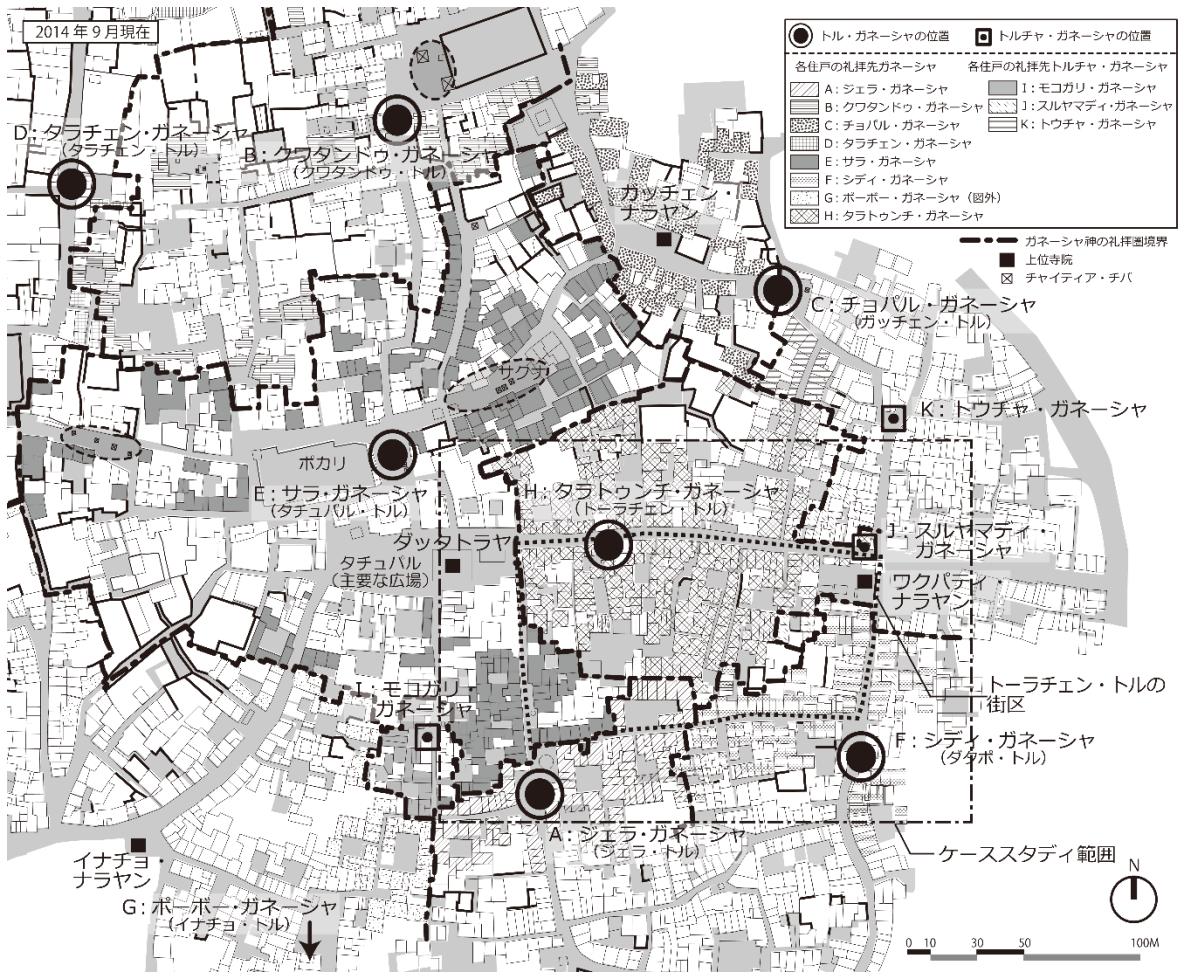 2014年9月現在
トル・ガネーシャの位置
トルチャ・ガネーシャの位置
各住戸の礼拝先ガネーシャ
各住戸の礼拝先トルチャ・ガネーシャ
A：ジェラ・ガネーシャ
B：クワタンドゥ・ガネーシャ
C：チョパル・ガネーシャ
D：タラチェン・ガネーシャ
E：サラ・ガネーシャ
F：シディ・ガネーシャ
G：ポーポー・ガネーシャ（図外）
H：タラトゥンチ・ガネーシャ
I：モコガリ・ガネーシャ
J：スルヤマディ・ガネーシャ
K：トウチャ・ガネーシャ
ガネーシャ神の礼拝圏境界
上位寺院
チャイティア・チバ
D：タラチェン・ガネーシャ
（タラチェン・トル）
B：クワタンドゥ・ガネーシャ
（クワタンドゥ・トル）
ガッチェン・
ナラヤン
C：チョパル・ガネーシャ
（ガッチェン・トル）
サクナ
K：トウチャ・ガネーシャ
ポカリ
E：サラ・ガネーシャ
（タチュパル・トル）
H：タラトゥンチ・ガネーシャ
（トーラチェン・トル）
ダッタトラヤ
タチュパル
（主要な広場）
J：スルヤマディ・
ガネーシャ
ワクパティ・
ナラヤン
トーラチェン・トルの
街区
I：モコガリ・
ガネーシャ
F：シディ・ガネーシャ
（ダタポ・トル）
A：ジェラ・ガネーシャ
（ジェラ・トル）
ケーススタディ範囲
イナチョ・
ナラヤン
G：ポーポー・ガネーシャ
（イナチョ・トル）
N
0 10 30 50 100M